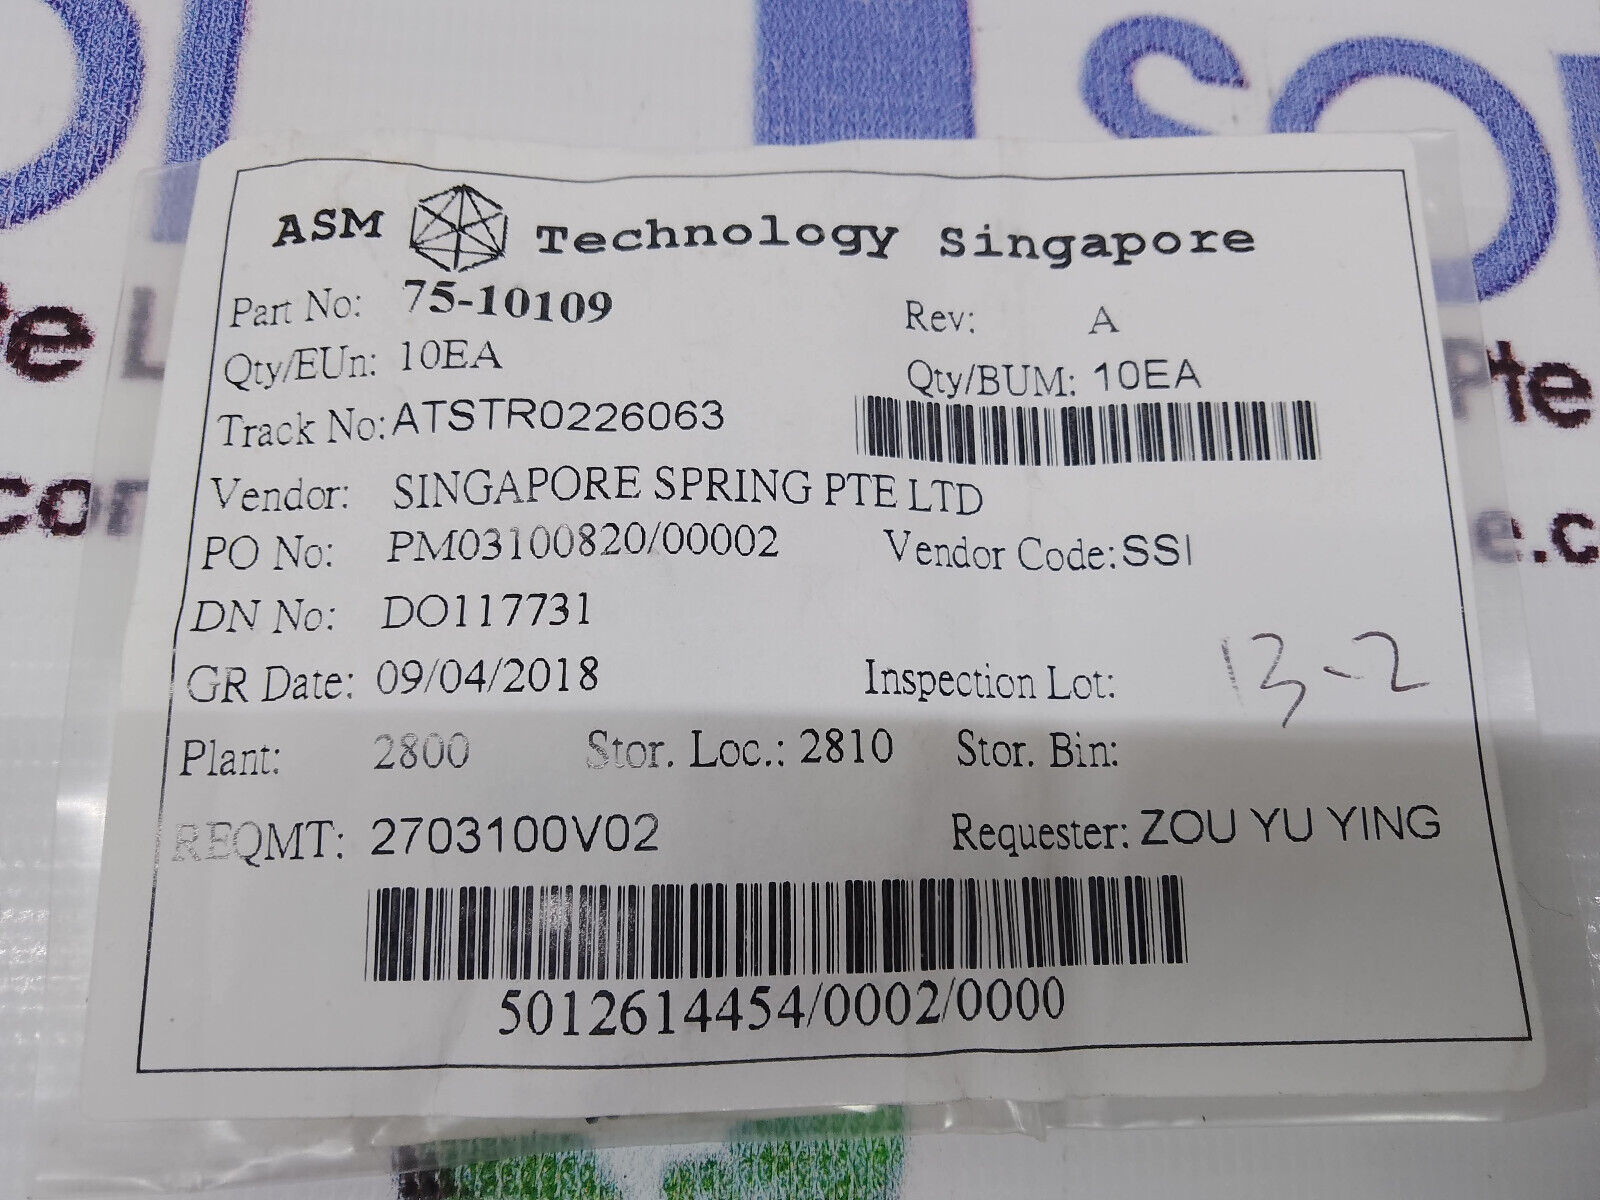 ASM Technology Singapore
Part No: 75-10109 Rev: A
Qty/EUn: 10EA Qty/BUM: 10EA
Track No: ATSTR0226063
Vendor: SINGAPORE SPRING PTE LTD
PO No: PM03100820/00002 Vendor Code: SSI
DN No: DO117731
GR Date: 09/04/2018 Inspection Lot:
13-2
Plant: 2800 Stor. Loc.: 2810 Stor. Bin:
REQMT: 2703100V02 Requester: ZOU YU YING
5012614454/0002/0000